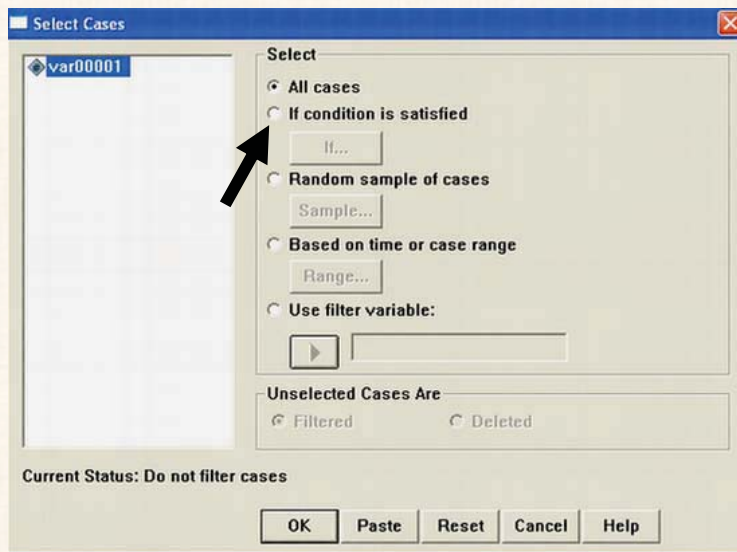 Select Cases
var00001
Select
All cases
If condition is satisfied
If...
Random sample of cases
Sample...
Based on time or case range
Range...
Use filter variable:
Unselected Cases Are
Filtered Deleted
Current Status: Do not filter cases
OK Paste Reset Cancel Help